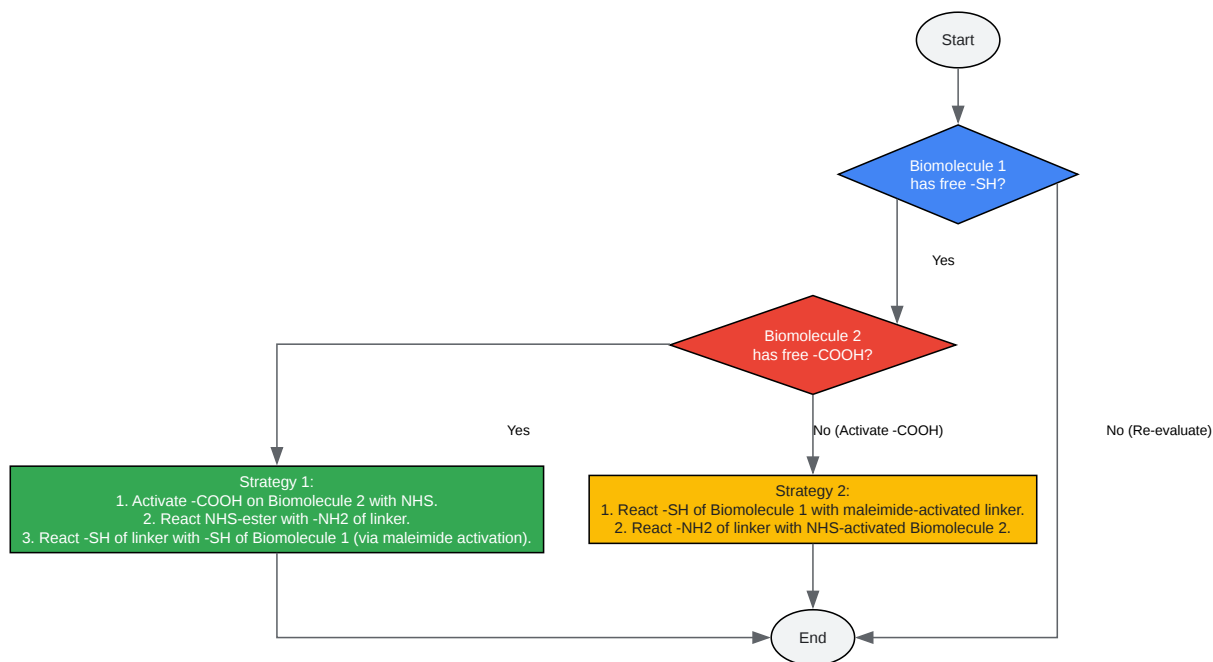 Start
Biomolecule 1
has free -SH?
Yes
Biomolecule 2
has free -COOH?
Yes
No (Activate -COOH)
No (Re-evaluate)
Strategy 1:
1. Activate -COOH on Biomolecule 2 with NHS.
2. React NHS-ester with -NH2 of linker.
3. React -SH of linker with -SH of Biomolecule 1 (via maleimide activation).
Strategy 2:
1. React -SH of Biomolecule 1 with maleimide-activated linker.
2. React -NH2 of linker with NHS-activated Biomolecule 2.
End